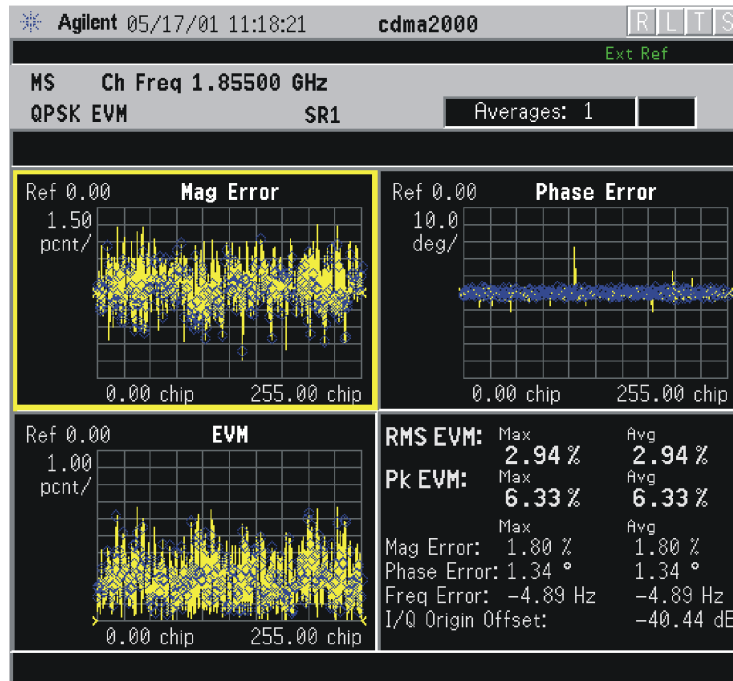 Agilent 05/17/01 11:18:21 cdma2000 R L T S
Ext Ref
MS Ch Freq 1.85500 GHz
QPSK EVM SR1 Averages: 1
Ref 0.00 Mag Error
1.50
pcnt/
0.00 chip 255.00 chip
Ref 0.00 Phase Error
10.0
deg/
0.00 chip 255.00 chip
Ref 0.00 EVM
1.00
pcnt/
0.00 chip 255.00 chip
RMS EVM: Max 2.94 % Avg 2.94 %
Pk EVM: Max 6.33 % Avg 6.33 %
Max Avg
Mag Error: 1.80 % 1.80 %
Phase Error: 1.34 ° 1.34 °
Freq Error: -4.89 Hz -4.89 Hz
I/Q Origin Offset: -40.44 dB